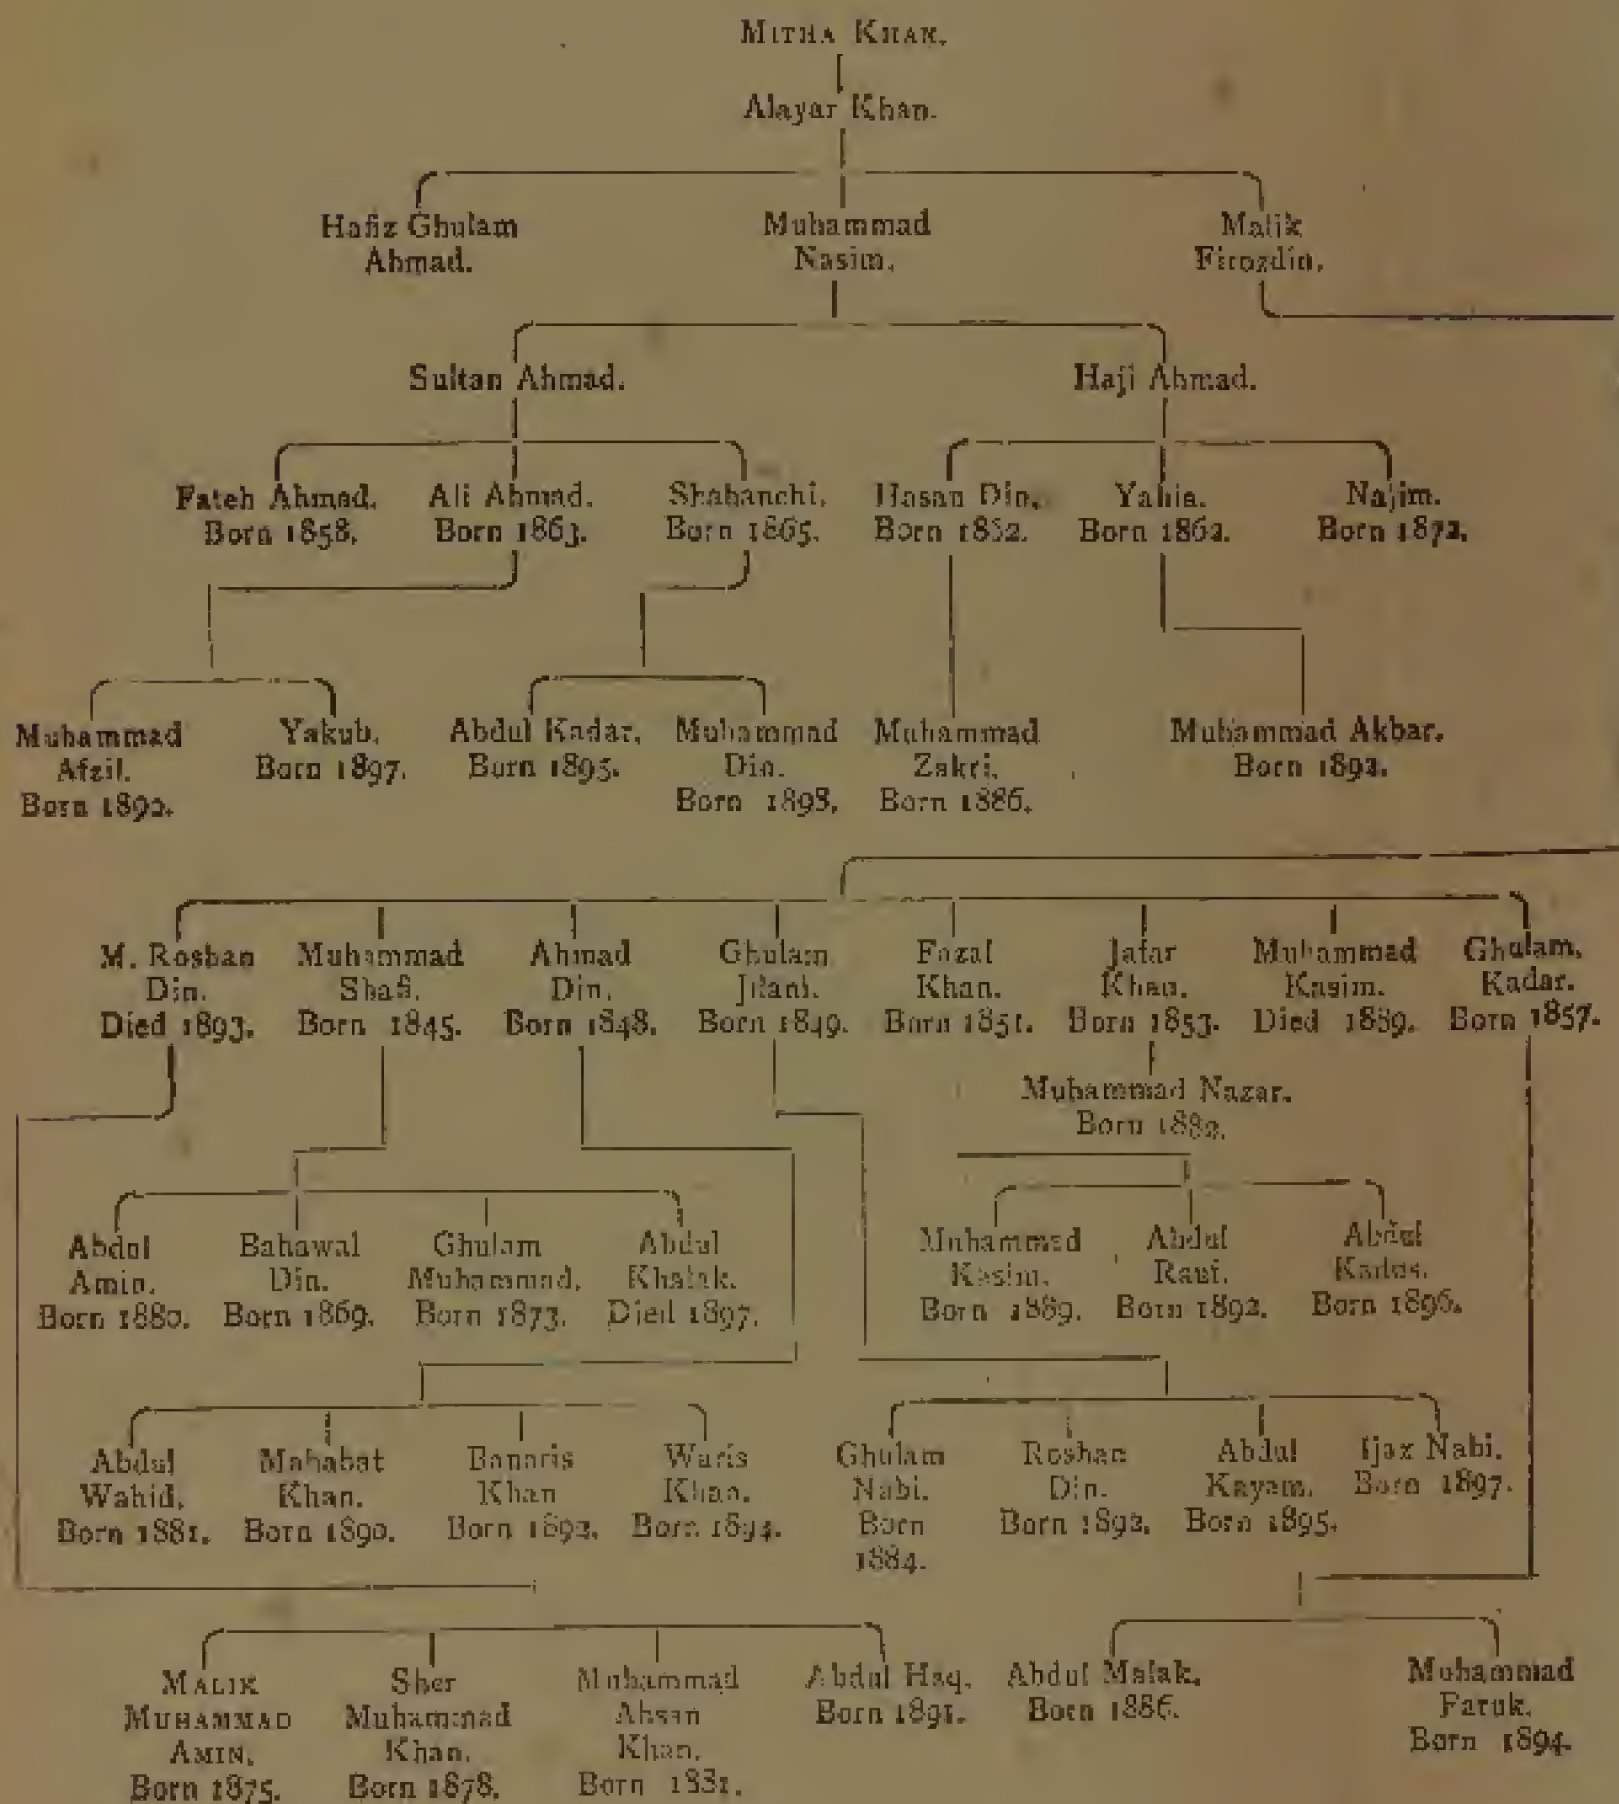 MITHA KHAN.
Alayar Khan.
Hafiz Ghulam Ahmad.
Muhammad Nasim.
Malik Firozdin.
Sultan Ahmad.
Haji Ahmad.
Fateh Ahmad. Born 1858.
Ali Ahmad. Born 1863.
Shahanchi. Born 1865.
Hasan Din. Born
Yahia. Born 1862.
Najim. Born 1872.
Muhammad Afzil. Born 1890.
Yakub. Born 1897.
Abdul Kadar. Born 1895.
Muhammad Din. Born 1898.
Muhammad Zakri. Born 1886.
Muhammad Akbar. Born 1892.
M. Roshan Din. Died 1893.
Muhammad Shafi. Born 1845.
Ahmad Din. Born 1848.
Ghulam Jilani. Born 1849.
Fazal Khan. Born 1851.
Jafar Khan. Born 1853.
Muhammad Kasim. Died 1889.
Ghulam. Kadar. Born 1857.
Muhammad Nazar. Born 1882.
Abdul Amin. Born 1880.
Bahawal Din. Born 1869.
Ghulam Muhammad. Born 1873.
Abdul Khalak. Died 1897.
Muhammad Kasim. Born 1889.
Abdul Rauf. Born 1892.
Abdul Kadus. Born 1896.
Abdul Wahid. Born 1881.
Mahabat Khan. Born 1890.
Banaris Khan Born 1892.
Waris Khan. Born 1894.
Ghulam Nabi. Born 1884.
Roshan Din. Born 1892.
Abdul Kayam. Born 1895.
Ijaz Nabi. Born 1897.
MALIK MUHAMMAD AMIN. Born 1875.
Sher Muhammad Khan. Born 1878.
Muhammad Ahsan Khan. Born 1881.
Abdul Haq. Born 1891.
Abdul Malak. Born 1886.
Muhammad Faruk. Born 1894.